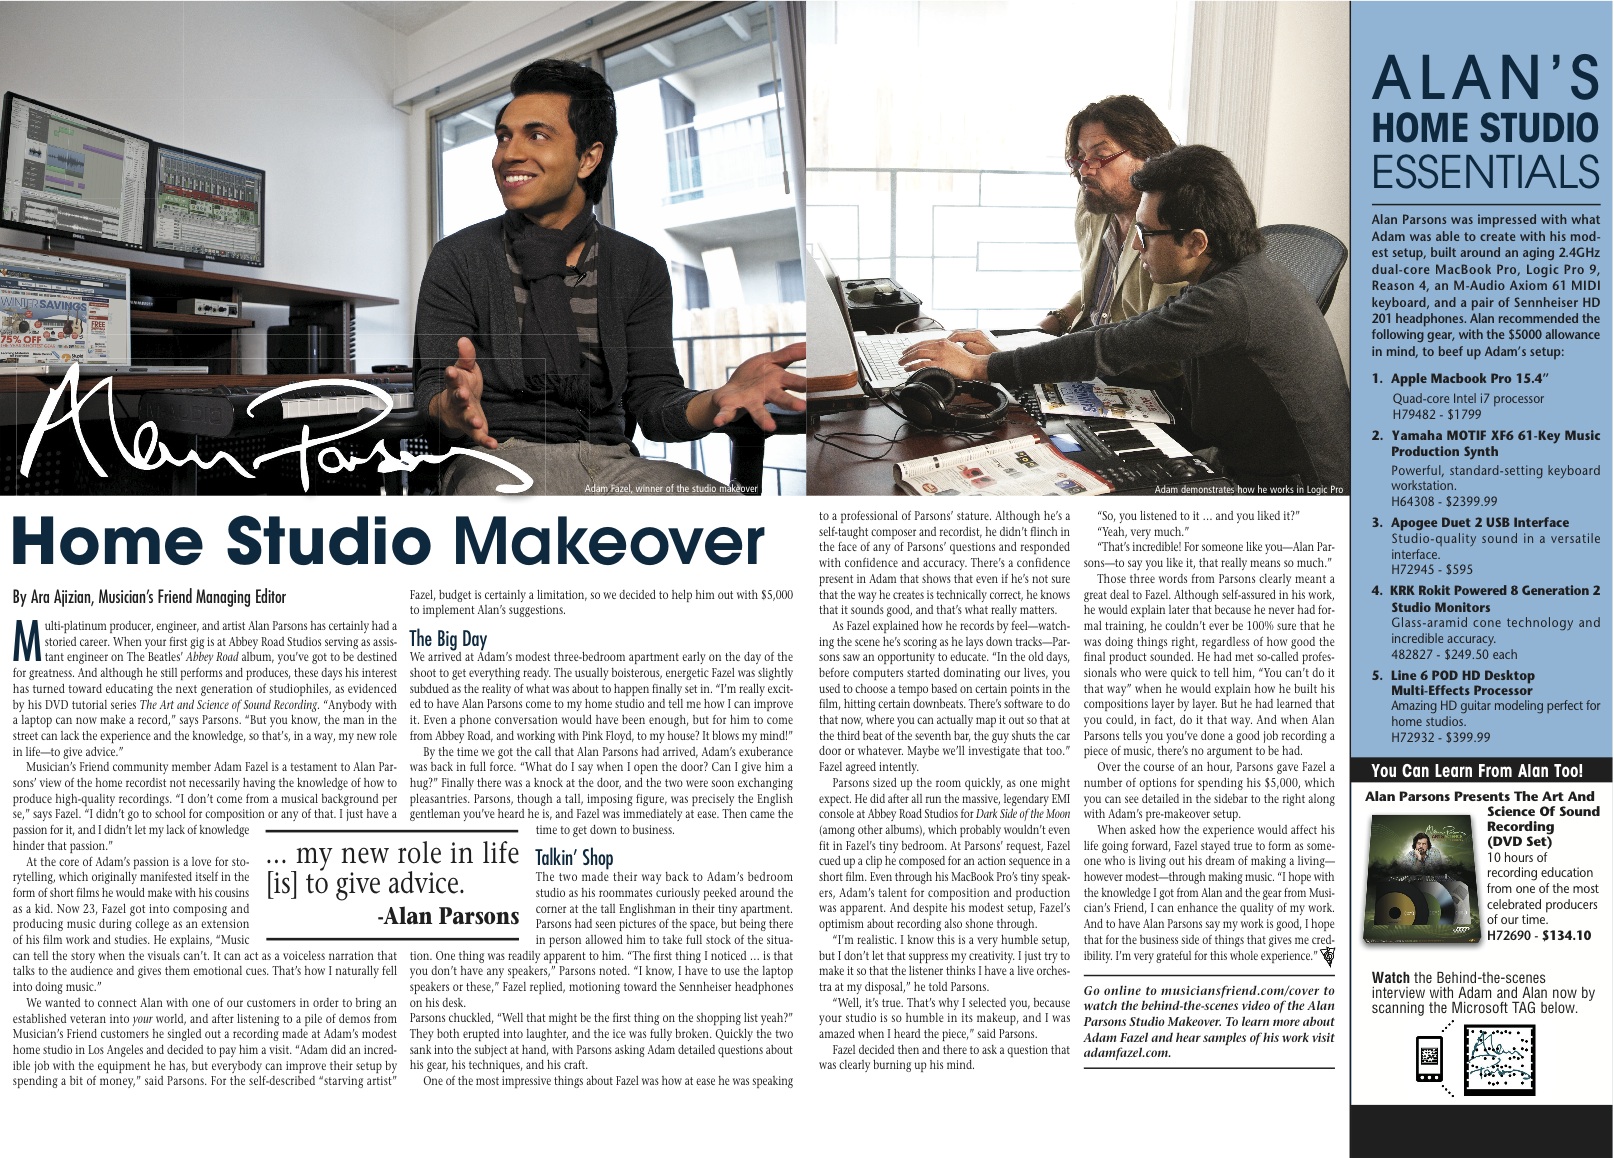 Alan Parsons
WINTER SAVINGS
75% OFF
FREE
Adam Fazel, winner of the studio makeover
Adam demonstrates how he works in Logic Pro
Home Studio Makeover
By Ara Ajizian, Musician's Friend Managing Editor
Multi-platinum producer, engineer, and artist Alan Parsons has certainly had a
storied career. When your first gig is at Abbey Road Studios serving as assis-
tant engineer on The Beatles' Abbey Road album, you've got to be destined
for greatness. And although he still performs and produces, these days his interest
has turned toward educating the next generation of studiophiles, as evidenced
by his DVD tutorial series The Art and Science of Sound Recording. “Anybody with
a laptop can now make a record,” says Parsons. “But you know, the man in the
street can lack the experience and the knowledge, so that's, in a way, my new role
in life—to give advice.”
Musician's Friend community member Adam Fazel is a testament to Alan Par-
sons' view of the home recordist not necessarily having the knowledge of how to
produce high-quality recordings. “I don't come from a musical background per
se,” says Fazel. “I didn't go to school for composition or any of that. I just have a
passion for it, and I didn't let my lack of knowledge
hinder that passion.”
At the core of Adam's passion is a love for sto-
rytelling, which originally manifested itself in the
form of short films he would make with his cousins
as a kid. Now 23, Fazel got into composing and
producing music during college as an extension
of his film work and studies. He explains, “Music
can tell the story when the visuals can't. It can act as a voiceless narration that
talks to the audience and gives them emotional cues. That's how I naturally fell
into doing music.”
We wanted to connect Alan with one of our customers in order to bring an
established veteran into your world, and after listening to a pile of demos from
Musician's Friend customers he singled out a recording made at Adam's modest
home studio in Los Angeles and decided to pay him a visit. “Adam did an incred-
ible job with the equipment he has, but everybody can improve their setup by
spending a bit of money,” said Parsons. For the self-described “starving artist”
... my new role in life
[is] to give advice.
-Alan Parsons
Fazel, budget is certainly a limitation, so we decided to help him out with $5,000
to implement Alan's suggestions.
The Big Day
We arrived at Adam's modest three-bedroom apartment early on the day of the
shoot to get everything ready. The usually boisterous, energetic Fazel was slightly
subdued as the reality of what was about to happen finally set in. “I'm really excit-
ed to have Alan Parsons come to my home studio and tell me how I can improve
it. Even a phone conversation would have been enough, but for him to come
from Abbey Road, and working with Pink Floyd, to my house? It blows my mind!”
By the time we got the call that Alan Parsons had arrived, Adam's exuberance
was back in full force. “What do I say when I open the door? Can I give him a
hug?” Finally there was a knock at the door, and the two were soon exchanging
pleasantries. Parsons, though a tall, imposing figure, was precisely the English
gentleman you've heard he is, and Fazel was immediately at ease. Then came the
time to get down to business.
Talkin' Shop
The two made their way back to Adam's bedroom
studio as his roommates curiously peeked around the
corner at the tall Englishman in their tiny apartment.
Parsons had seen pictures of the space, but being there
in person allowed him to take full stock of the situa-
tion. One thing was readily apparent to him. “The first thing I noticed … is that
you don't have any speakers,” Parsons noted. “I know, I have to use the laptop
speakers or these,” Fazel replied, motioning toward the Sennheiser headphones
on his desk.
Parsons chuckled, “Well that might be the first thing on the shopping list yeah?”
They both erupted into laughter, and the ice was fully broken. Quickly the two
sank into the subject at hand, with Parsons asking Adam detailed questions about
his gear, his techniques, and his craft.
One of the most impressive things about Fazel was how at ease he was speaking
to a professional of Parsons' stature. Although he's a
self-taught composer and recordist, he didn't flinch in
the face of any of Parsons' questions and responded
with confidence and accuracy. There's a confidence
present in Adam that shows that even if he's not sure
that the way he creates is technically correct, he knows
that it sounds good, and that's what really matters.
As Fazel explained how he records by feel—watch-
ing the scene he's scoring as he lays down tracks—Par-
sons saw an opportunity to educate. “In the old days,
before computers started dominating our lives, you
used to choose a tempo based on certain points in the
film, hitting certain downbeats. There's software to do
that now, where you can actually map it out so that at
the third beat of the seventh bar, the guy shuts the car
door or whatever. Maybe we'll investigate that too.”
Fazel agreed intently.
Parsons sized up the room quickly, as one might
expect. He did after all run the massive, legendary EMI
console at Abbey Road Studios for Dark Side of the Moon
(among other albums), which probably wouldn't even
fit in Fazel's tiny bedroom. At Parsons' request, Fazel
cued up a clip he composed for an action sequence in a
short film. Even through his MacBook Pro's tiny speak-
ers, Adam's talent for composition and production
was apparent. And despite his modest setup, Fazel's
optimism about recording also shone through.
“I'm realistic. I know this is a very humble setup,
but I don't let that suppress my creativity. I just try to
make it so that the listener thinks I have a live orches-
tra at my disposal,” he told Parsons.
“Well, it's true. That's why I selected you, because
your studio is so humble in its makeup, and I was
amazed when I heard the piece,” said Parsons.
Fazel decided then and there to ask a question that
was clearly burning up his mind.
“So, you listened to it … and you liked it?”
“Yeah, very much.”
“That's incredible! For someone like you—Alan Par-
sons—to say you like it, that really means so much.”
Those three words from Parsons clearly meant a
great deal to Fazel. Although self-assured in his work,
he would explain later that because he never had for-
mal training, he couldn't ever be 100% sure that he
was doing things right, regardless of how good the
final product sounded. He had met so-called profes-
sionals who were quick to tell him, “You can't do it
that way” when he would explain how he built his
compositions layer by layer. But he had learned that
you could, in fact, do it that way. And when Alan
Parsons tells you you've done a good job recording a
piece of music, there's no argument to be had.
Over the course of an hour, Parsons gave Fazel a
number of options for spending his $5,000, which
you can see detailed in the sidebar to the right along
with Adam's pre-makeover setup.
When asked how the experience would affect his
life going forward, Fazel stayed true to form as some-
one who is living out his dream of making a living—
however modest—through making music. “I hope with
the knowledge I got from Alan and the gear from Musi-
cian's Friend, I can enhance the quality of my work.
And to have Alan Parsons say my work is good, I hope
that for the business side of things that gives me cred-
ibility. I'm very grateful for this whole experience.”
Go online to musiciansfriend.com/cover to
watch the behind-the-scenes video of the Alan
Parsons Studio Makeover. To learn more about
Adam Fazel and hear samples of his work visit
adamfazel.com.
ALAN'S
HOME STUDIO
ESSENTIALS
Alan Parsons was impressed with what
Adam was able to create with his mod-
est setup, built around an aging 2.4GHz
dual-core MacBook Pro, Logic Pro 9,
Reason 4, an M-Audio Axiom 61 MIDI
keyboard, and a pair of Sennheiser HD
201 headphones. Alan recommended the
following gear, with the $5000 allowance
in mind, to beef up Adam's setup:
1. Apple Macbook Pro 15.4”
Quad-core Intel i7 processor
H79482 - $1799
2. Yamaha MOTIF XF6 61-Key Music
Production Synth
Powerful, standard-setting keyboard
workstation.
H64308 - $2399.99
3. Apogee Duet 2 USB Interface
Studio-quality sound in a versatile
interface.
H72945 - $595
4. KRK Rokit Powered 8 Generation 2
Studio Monitors
Glass-aramid cone technology and
incredible accuracy.
482827 - $249.50 each
5. Line 6 POD HD Desktop
Multi-Effects Processor
Amazing HD guitar modeling perfect for
home studios.
H72932 - $399.99
You Can Learn From Alan Too!
Alan Parsons Presents The Art And
Science Of Sound
Recording
(DVD Set)
10 hours of
recording education
from one of the most
celebrated producers
of our time.
H72690 - $134.10
Watch the Behind-the-scenes
interview with Adam and Alan now by
scanning the Microsoft TAG below.